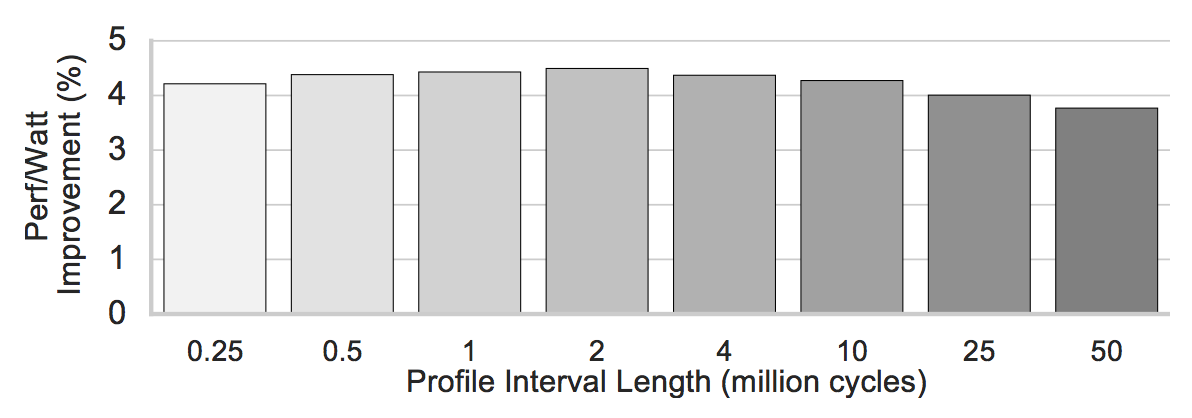 Perf/Watt
Improvement (%)
5
4
3
2
1
0
0.25 0.5 1 2 4 10 25 50
Profile Interval Length (million cycles)